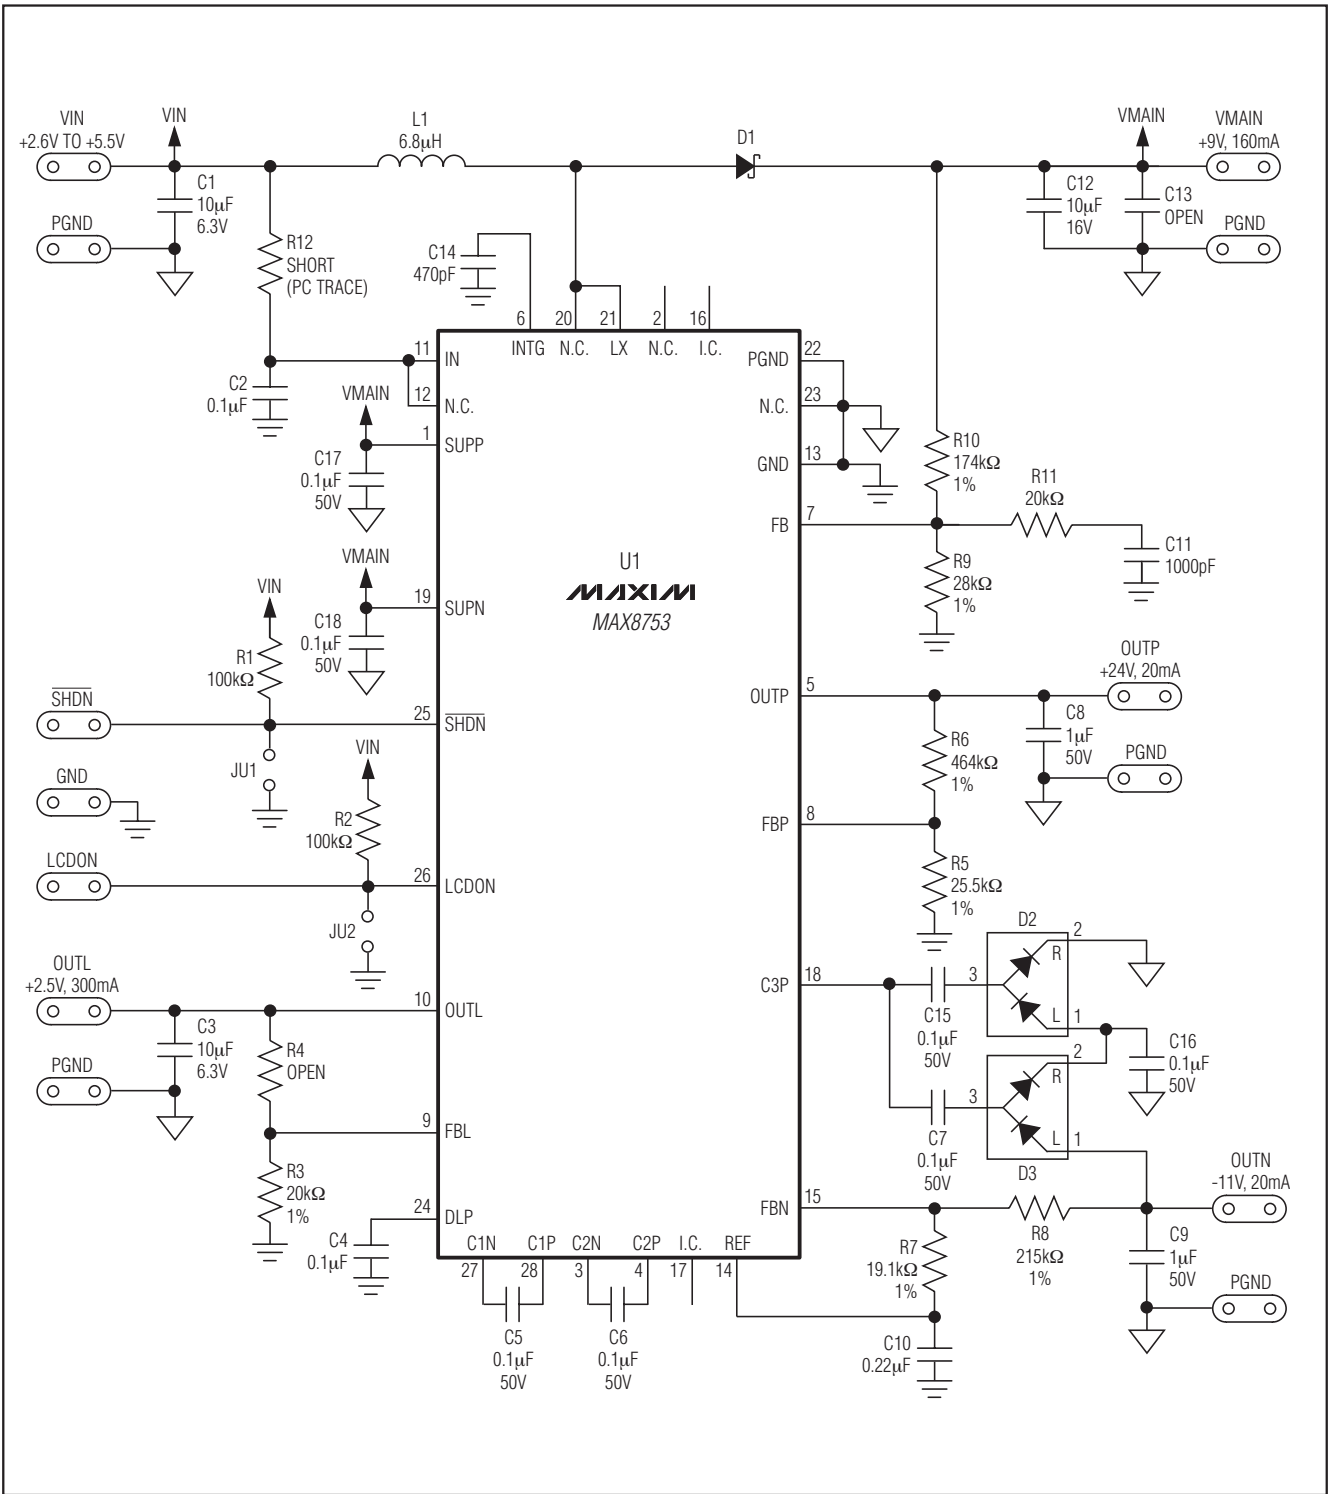 VIN
+2.6V TO +5.5V
VIN
L1
6.8µH
D1
VMAIN
VMAIN
+9V, 160mA
C1
10µF
6.3V
PGND
R12
SHORT
(PC TRACE)
C14
470pF
C12
10µF
16V
C13
OPEN
PGND
6
20
21
2
16
INTG
N.C.
LX
N.C.
I.C.
11
IN
12
N.C.
C2
0.1µF
VMAIN
1
SUPP
C17
0.1µF
50V
PGND
22
N.C.
23
GND
13
R10
174kΩ
1%
R11
20kΩ
FB
7
C11
1000pF
R9
28kΩ
1%
U1
MAXIM
MAX8753
VMAIN
19
SUPN
C18
0.1µF
50V
VIN
R1
100kΩ
SHDN
25
SHDN
JU1
GND
VIN
R2
100kΩ
LCDON
26
LCDON
JU2
OUTP
+24V, 20mA
OUTP
5
C8
1µF
50V
R6
464kΩ
1%
PGND
FBP
8
R5
25.5kΩ
1%
D2
2
R
C3P
18
3
L
1
C15
0.1µF
50V
C16
0.1µF
50V
2
R
3
L
1
C7
0.1µF
50V
D3
OUTL
+2.5V, 300mA
10
OUTL
C3
10µF
6.3V
R4
OPEN
PGND
9
FBL
R3
20kΩ
1%
24
DLP
C4
0.1µF
OUTN
-11V, 20mA
FBN
15
R8
215kΩ
1%
R7
19.1kΩ
1%
C9
1µF
50V
PGND
C1N
C1P
C2N
C2P
I.C.
REF
27
28
3
4
17
14
C5
0.1µF
50V
C6
0.1µF
50V
C10
0.22µF